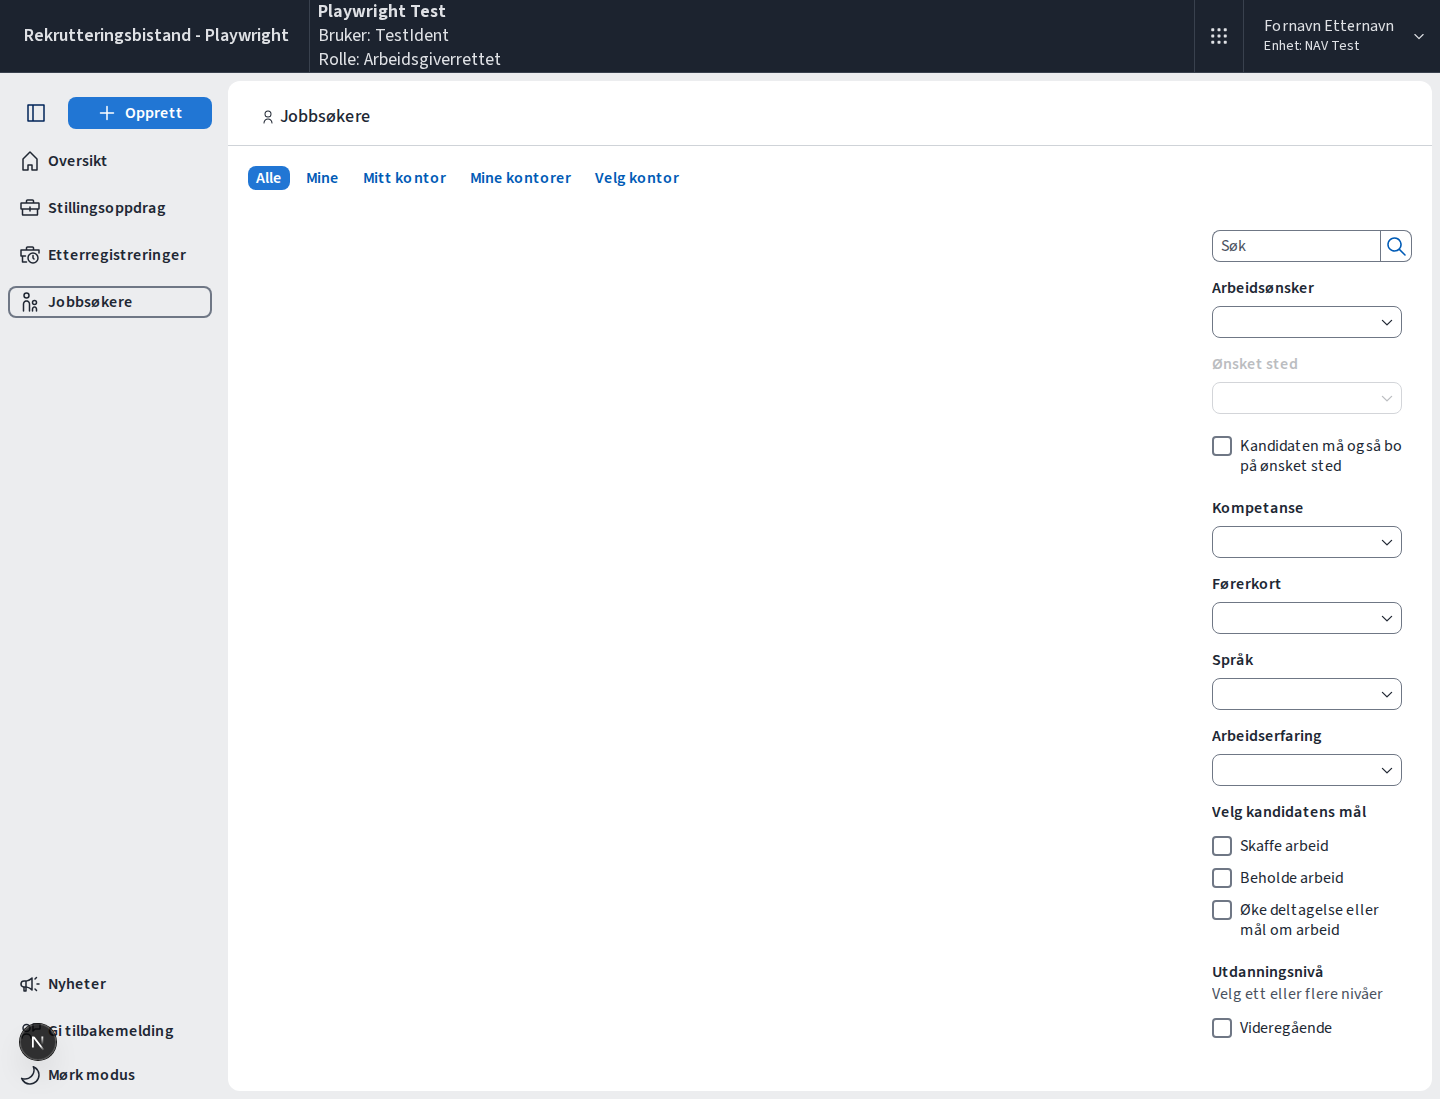 Rekrutteringsbistand - Playwright
Playwright Test
Bruker: TestIdent
Rolle: Arbeidsgiverrettet
Fornavn Etternavn
Enhet: NAV Test
Opprett
Oversikt
Stillingsoppdrag
Etterregistreringer
Jobbsøkere
Nyheter
Gi tilbakemelding
N
Mørk modus
Jobbsøkere
Alle
Mine
Mitt kontor
Mine kontorer
Velg kontor
Søk
Arbeidsønsker
Ønsket sted
Kandidaten må også bo
på ønsket sted
Kompetanse
Førerkort
Språk
Arbeidserfaring
Velg kandidatens mål
Skaffe arbeid
Beholde arbeid
Øke deltagelse eller
mål om arbeid
Utdanningsnivå
Velg ett eller flere nivåer
Videregående